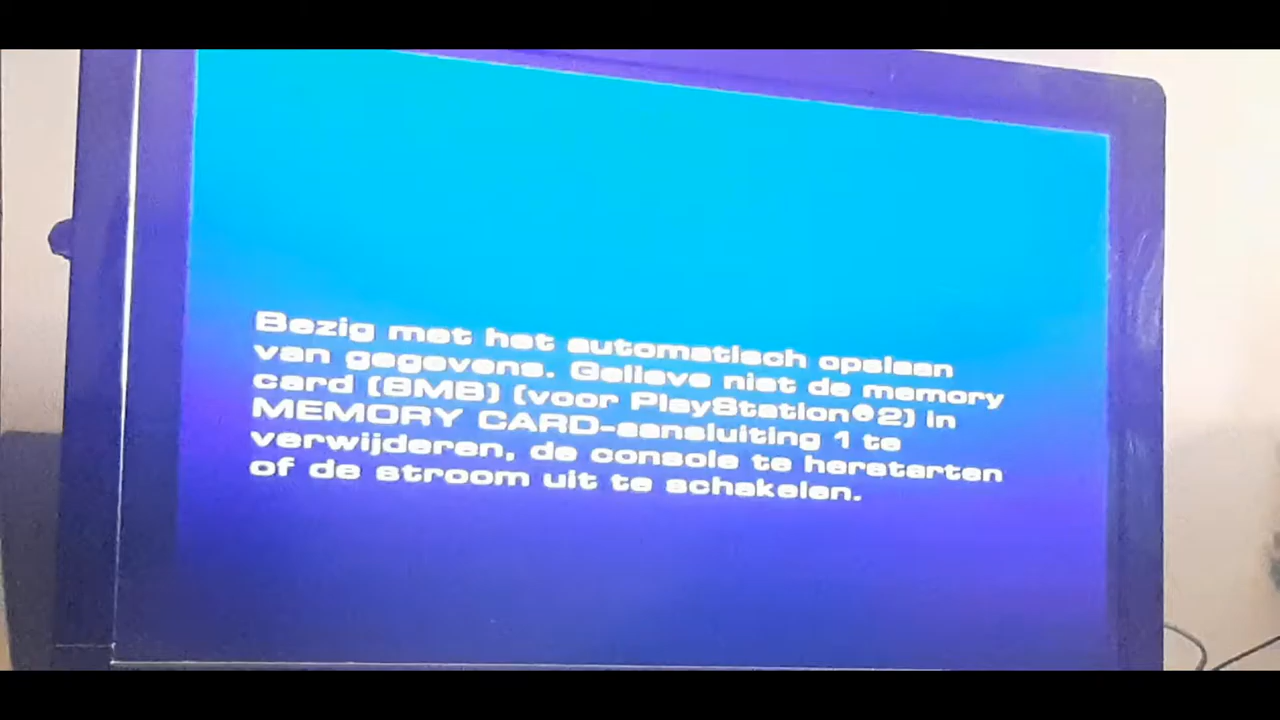 Bezig met het automatisch opslaan
van gegevens. Gelieve niet de memory
card (8MB) (voor PlayStation®2) in
MEMORY CARD-aansluiting 1 te
verwijderen, de console te herstarten
of de stroom uit te schakelen.